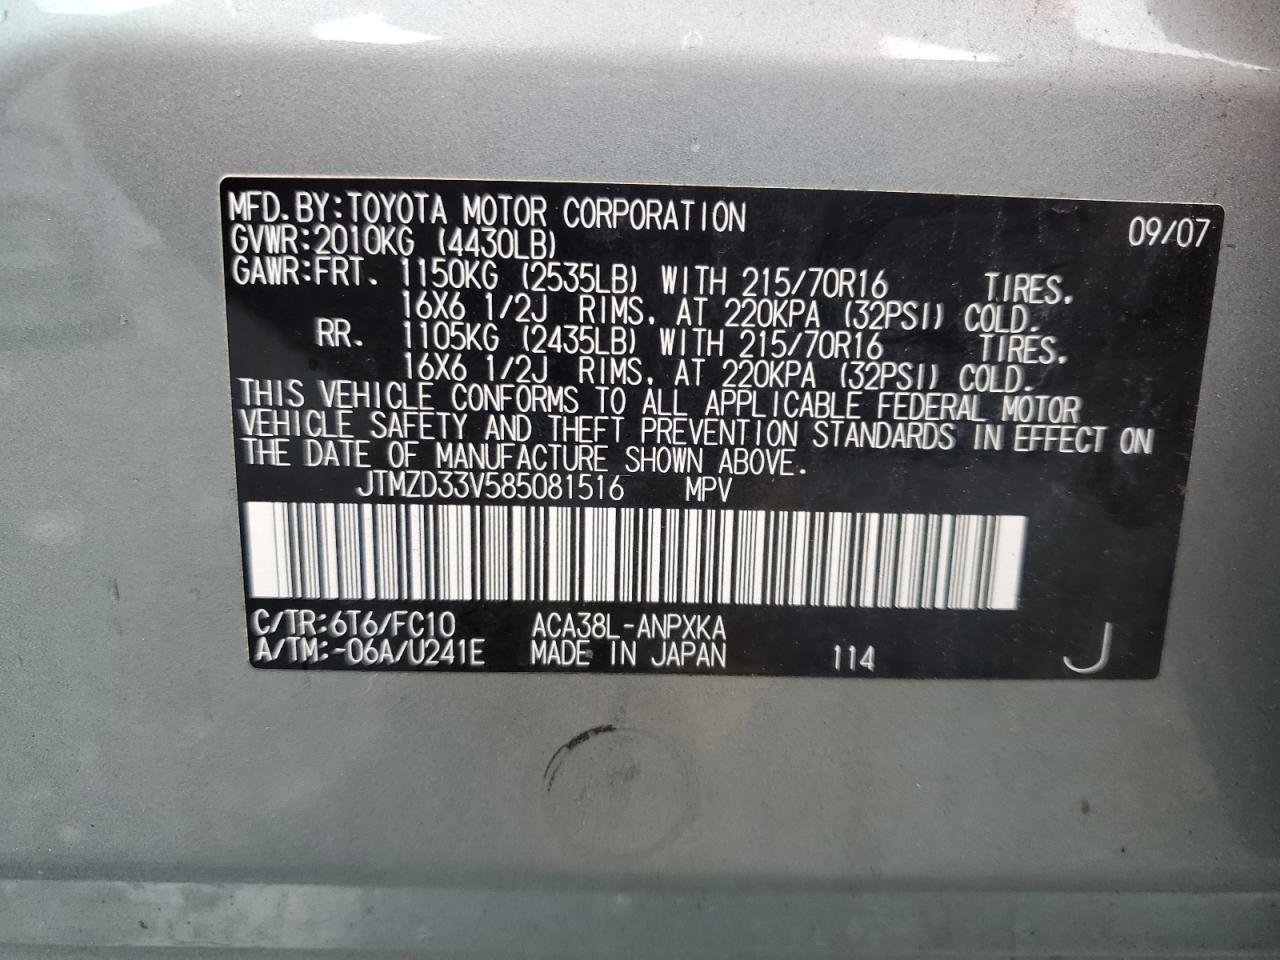 MFD.BY:TOYOTA MOTOR CORPORATION 09/07
GVWR:2010KG (4430LB)
GAWR:FRT. 1150KG (2535LB) WITH 215/70R16 TIRES,
16X6 1/2J RIMS, AT 220KPA (32PSI) COLD.
RR. 1105KG (2435LB) WITH 215/70R16 TIRES,
16X6 1/2J RIMS, AT 220KPA (32PSI) COLD.
THIS VEHICLE CONFORMS TO ALL APPLICABLE FEDERAL MOTOR
VEHICLE SAFETY AND THEFT PREVENTION STANDARDS IN EFFECT ON
THE DATE OF MANUFACTURE SHOWN ABOVE.
JTMZD33V585081516 MPV
C/TR:6T6/FC10 ACA38L-ANPXKA
A/TM:-06A/U241E MADE IN JAPAN 114 J